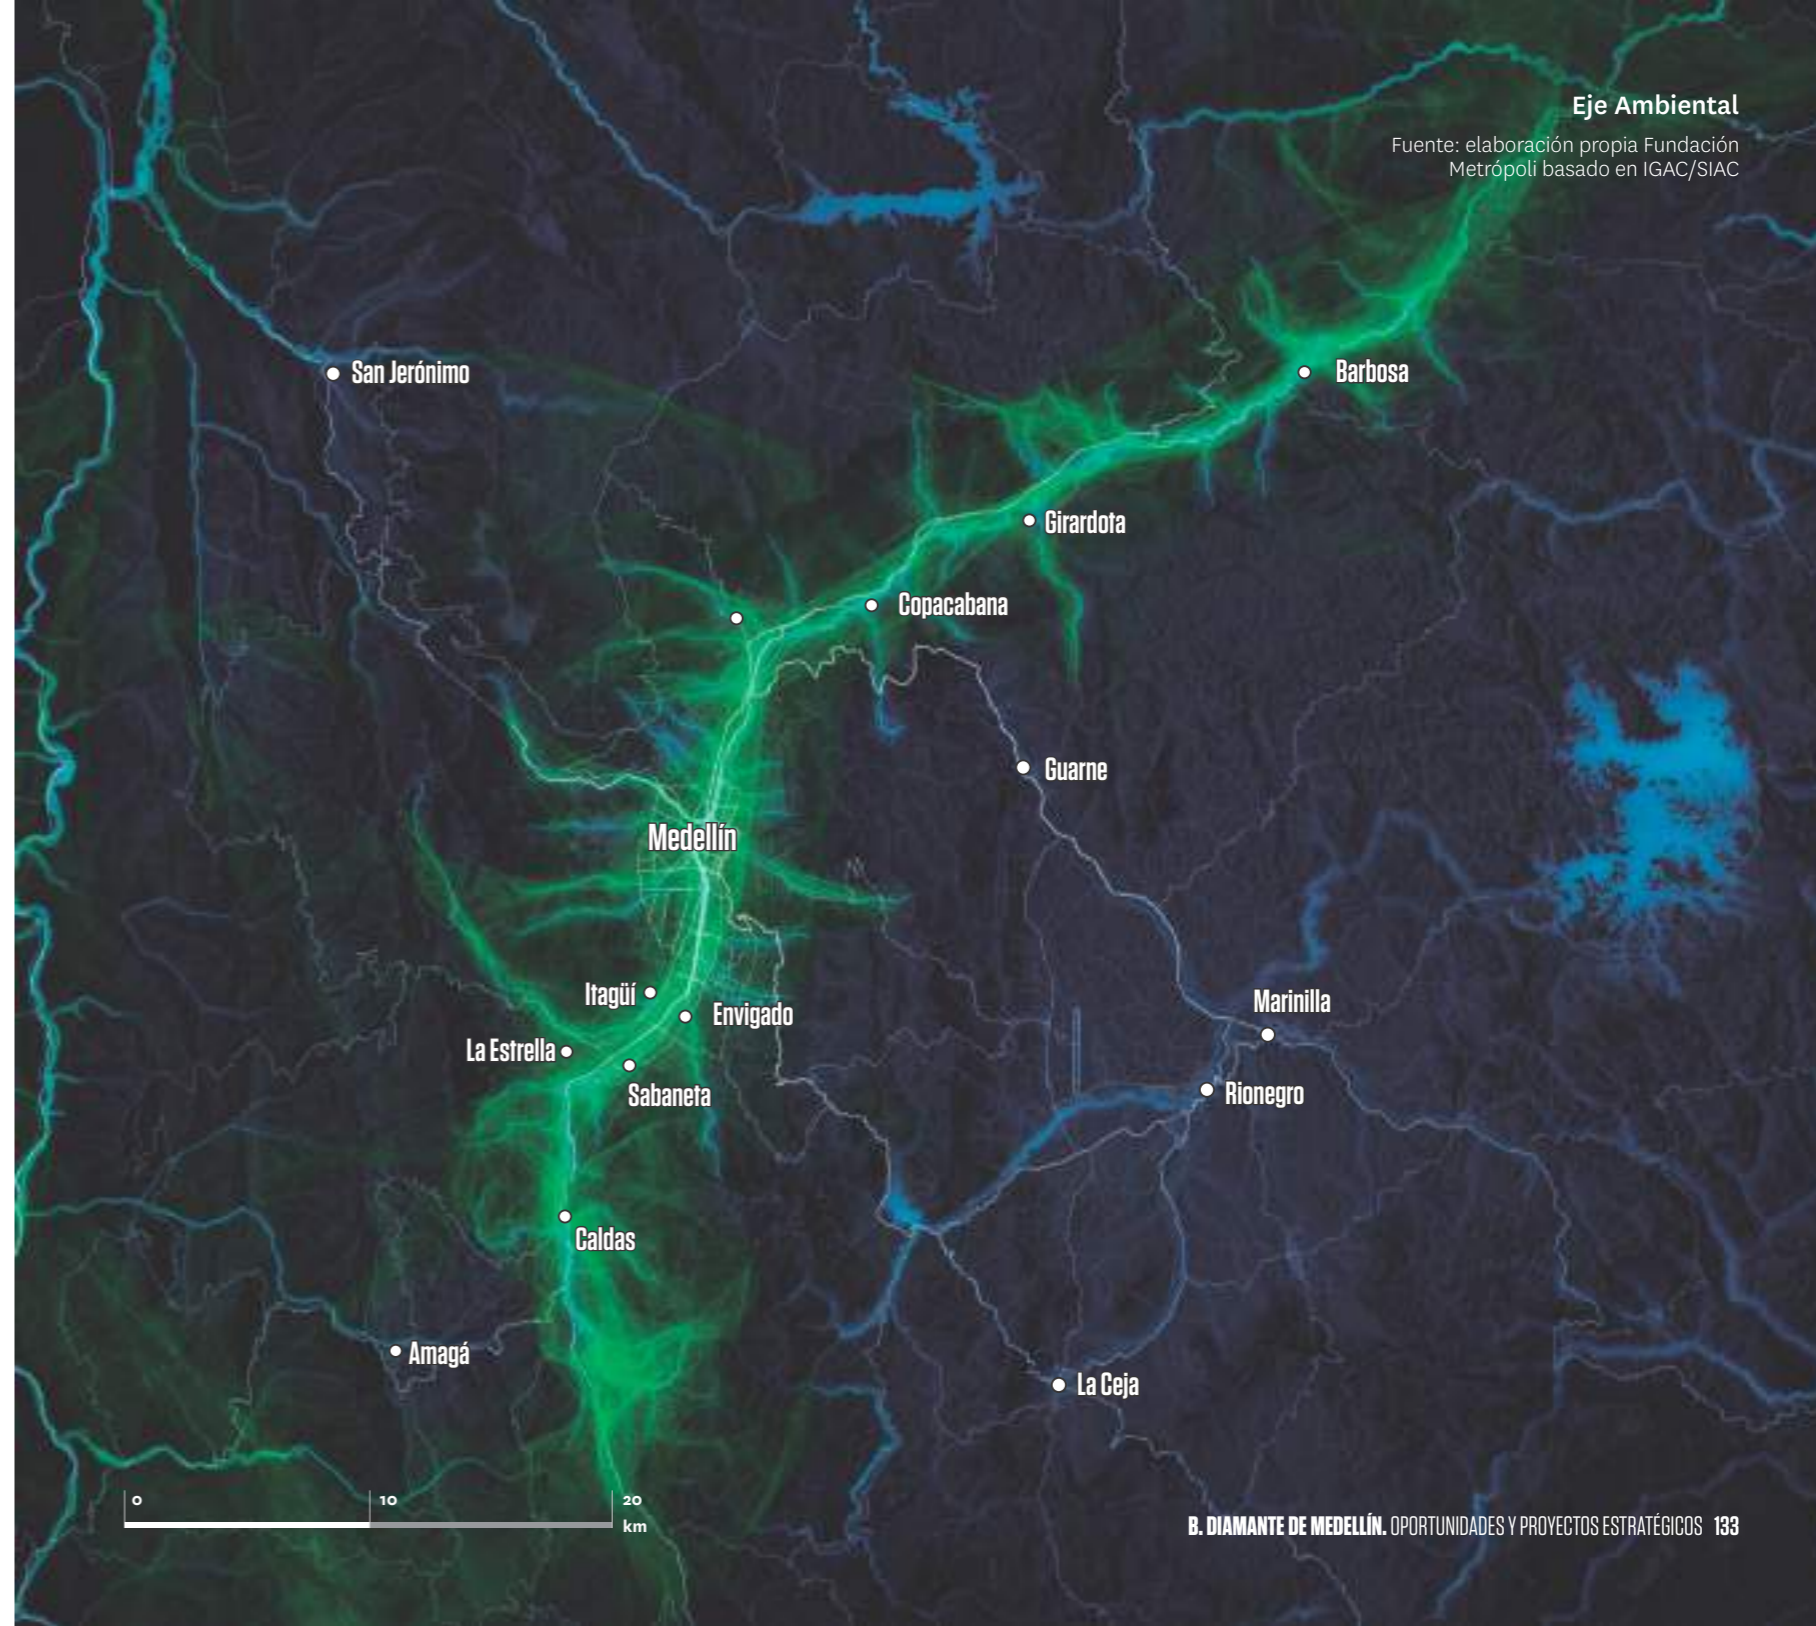 Eje Ambiental
Fuente: elaboración propia Fundación
Metrópoli basado en IGAC/SIAC
San Jerónimo
Barbosa
Girardota
Copacabana
Guarne
Medellín
Itagüí
Envigado
Marinilla
La Estrella
Sabaneta
Rionegro
Caldas
Amagá
La Ceja
0 10 20
km
B. DIAMANTE DE MEDELLÍN. OPORTUNIDADES Y PROYECTOS ESTRATÉGICOS 133